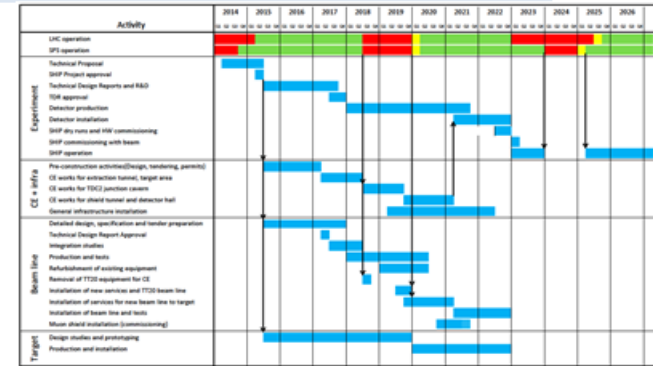 2014 2015 2016 2017 2018 2019 2020 2021 2022 2023 2024 2025 2026
Activity
LHC operation
SPS operation
Experiment
Technical Proposal
SHIP Project approval
Technical Design Reports and R&D
TDR approval
Detector production
Detector installation
SHIP dry runs and HW commissioning
SHIP commissioning with beam
SHIP operation
CE + infra
Pre-construction activities(Design, tendering, permits)
CE works for extraction tunnel, target area
CE works for TDC2 junction cavern
CE works for shield tunnel and detector hall
General infrastructure installation
Beam line
Detailed design, specification and tender preparation
Technical Design Report Approval
Integration studies
Production and tests
Refurbishment of existing equipment
Removal of TT20 equipment for CE
Installation of new services and TT20 beam line
Installation of services for new beam line to target
Installation of beam line and tests
Muon shield installation (commissioning)
Target
Design studies and prototyping
Production and installation